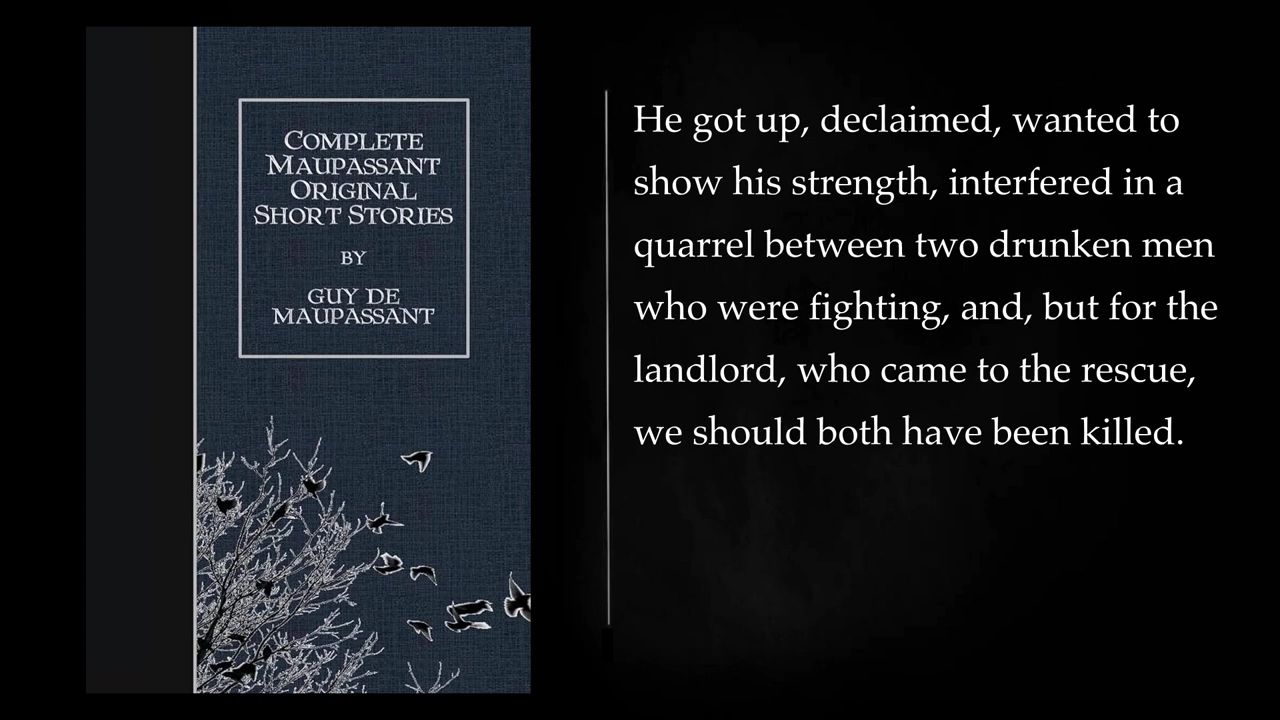 COMPLETE
MAUPASSANT
ORIGINAL
SHORT STORIES
BY
GUY DE
MAUPASSANT
He got up, declaimed, wanted to
show his strength, interfered in a
quarrel between two drunken men
who were fighting, and, but for the
landlord, who came to the rescue,
we should both have been killed.